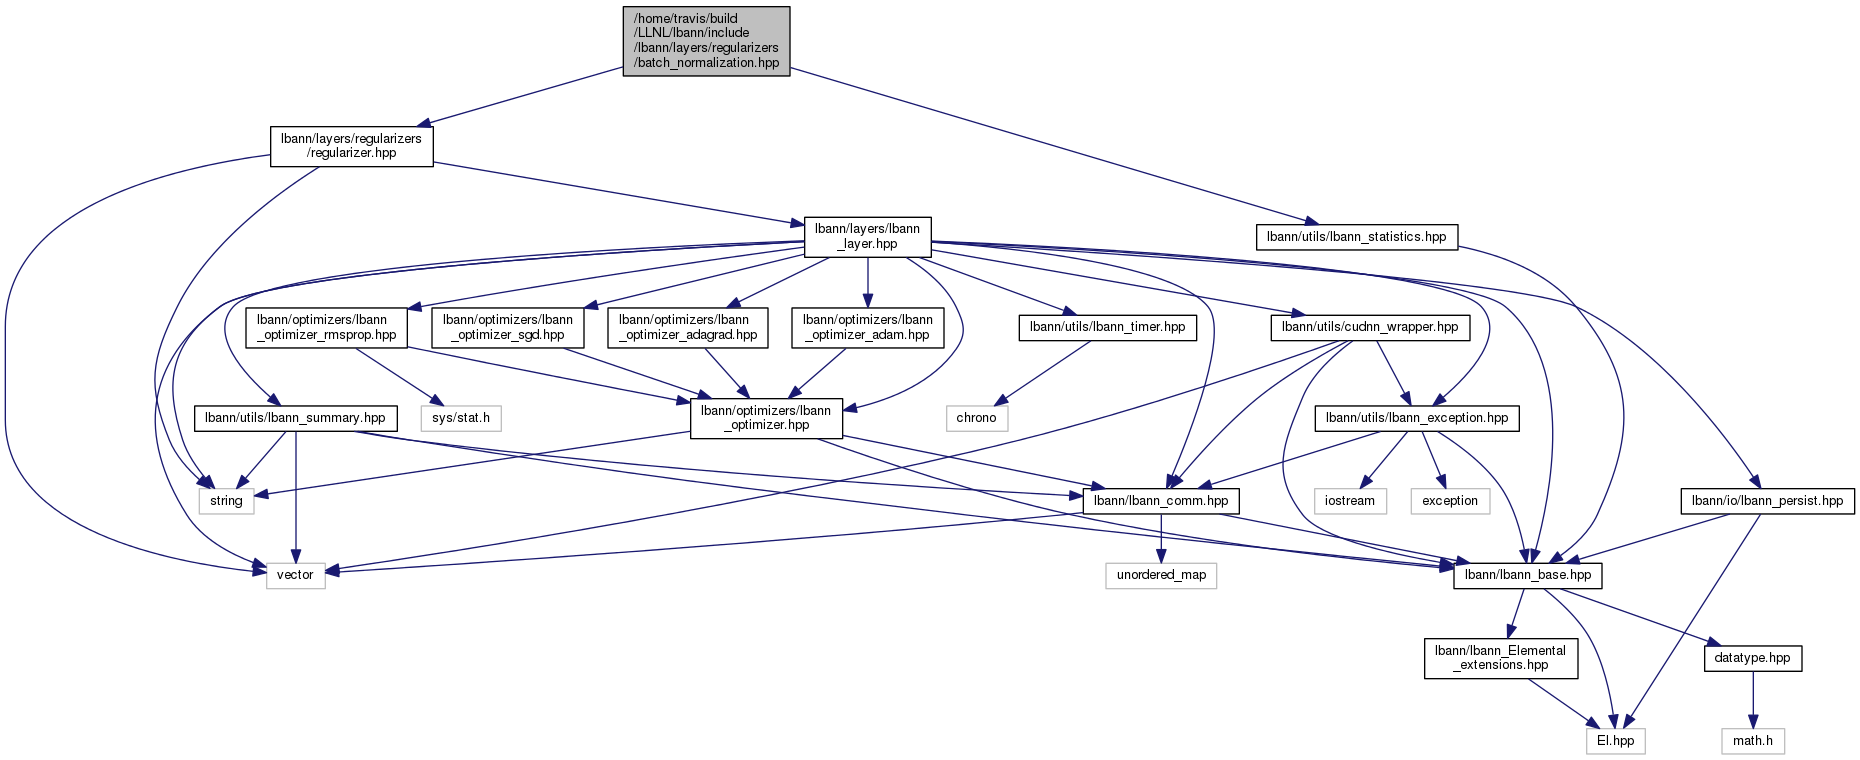 /home/travis/build
/LLNL/lbann/include
/lbann/layers/regularizers
/batch_normalization.hpp
lbann/layers/regularizers
/regularizer.hpp
lbann/layers/lbann
_layer.hpp
lbann/utils/lbann_statistics.hpp
lbann/optimizers/lbann
_optimizer_rmsprop.hpp
lbann/optimizers/lbann
_optimizer_sgd.hpp
lbann/optimizers/lbann
_optimizer_adagrad.hpp
lbann/optimizers/lbann
_optimizer_adam.hpp
lbann/utils/lbann_timer.hpp
lbann/utils/cudnn_wrapper.hpp
lbann/utils/lbann_summary.hpp
sys/stat.h
lbann/optimizers/lbann
_optimizer.hpp
chrono
lbann/utils/lbann_exception.hpp
string
lbann/lbann_comm.hpp
iostream
exception
lbann/io/lbann_persist.hpp
vector
unordered_map
lbann/lbann_base.hpp
lbann/lbann_Elemental
_extensions.hpp
datatype.hpp
El.hpp
math.h